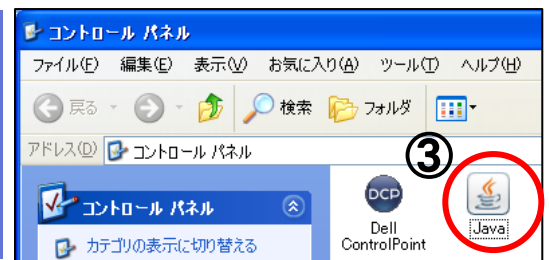 コントロール パネル
ファイル(F) 編集(E) 表示(V) お気に入り(A) ツール(T) ヘルプ(H)
戻る 検索 フォルダ
アドレス(D) コントロール パネル
③
コントロール パネル
カテゴリの表示に切り替える
DCP
Dell
ControlPoint
Java